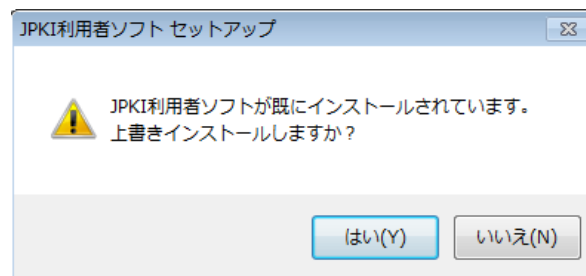 JPKI利用者ソフト セットアップ
JPKI利用者ソフトが既にインストールされています。
上書きインストールしますか？
はい(Y)
いいえ(N)